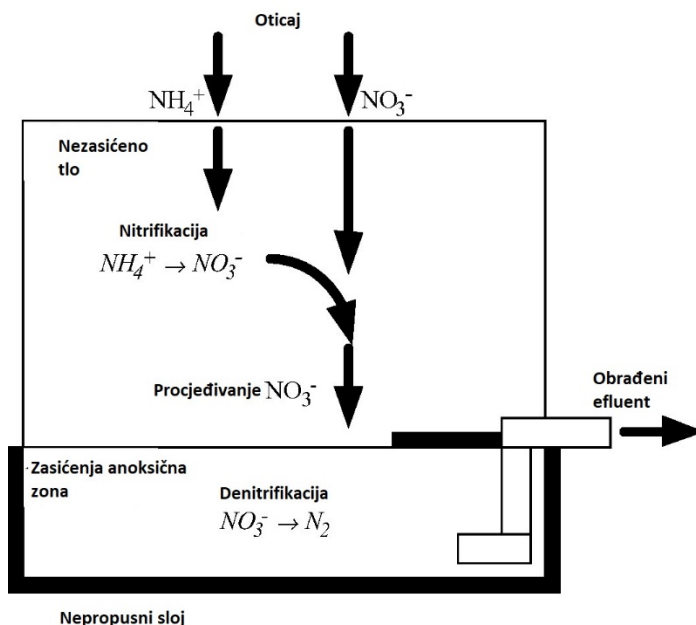 Oticaj
NH₄⁺ NO₃⁻
Nezasićeno
tlo
Nitrifikacija
NH₄⁺ → NO₃⁻
Procjeđivanje NO₃⁻
Obrađeni
efluent
Zasićenja anoksična
zona
Denitrifikacija
NO₃⁻ → N₂
Nepropusni sloj